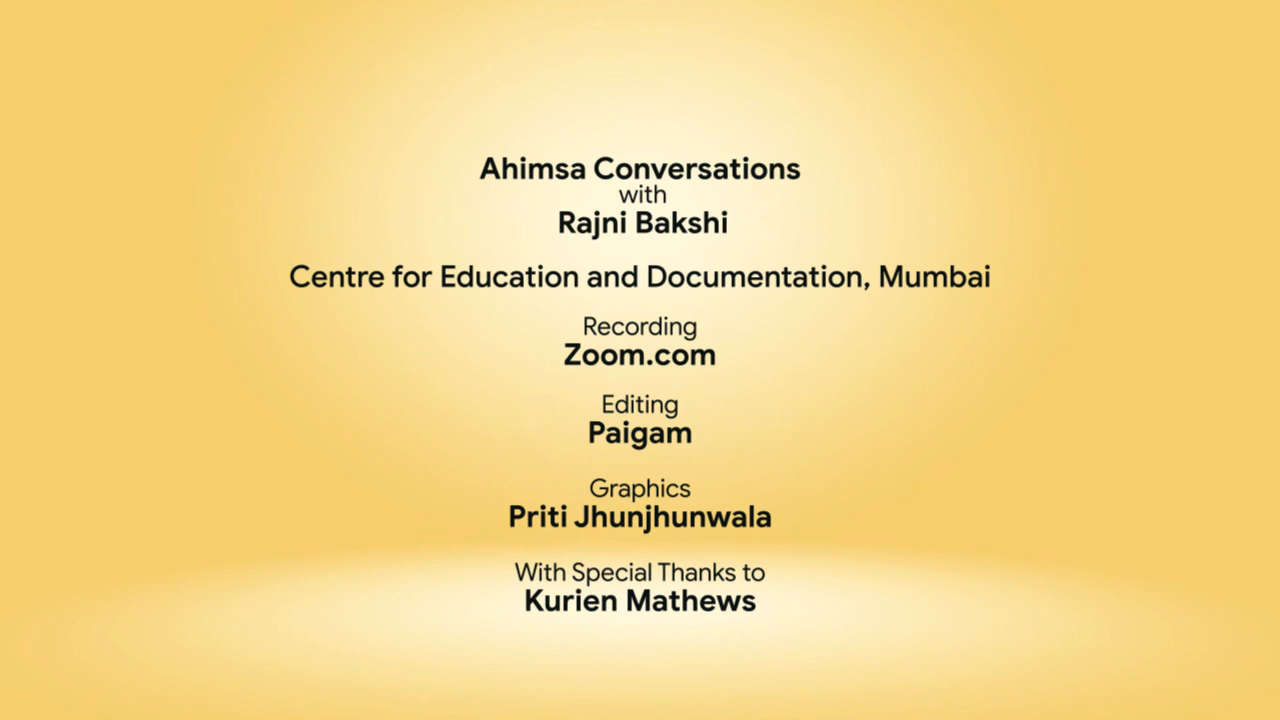 Ahimsa Conversations
with
Rajni Bakshi
Centre for Education and Documentation, Mumbai
Recording
Zoom.com
Editing
Paigam
Graphics
Priti Jhunjhunwala
With Special Thanks to
Kurien Mathews